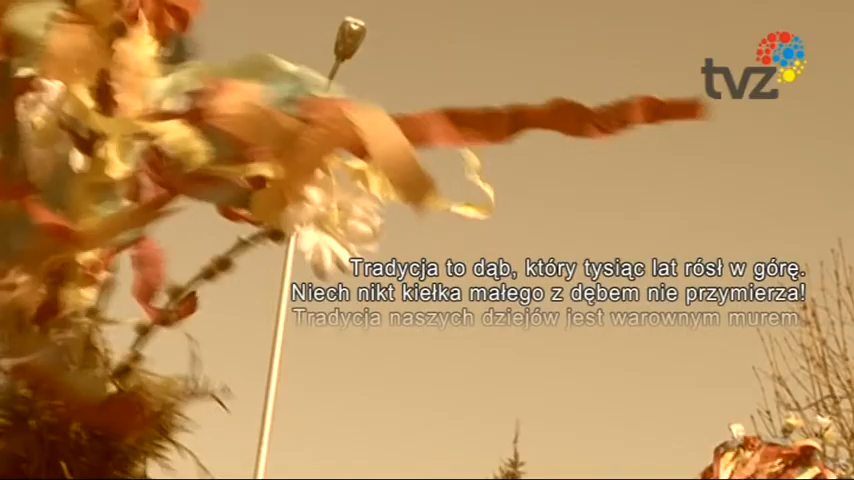 tvz
Tradycja to dąb, który tysiąc lat rósł w górę.
Niech nikt kiełka małego z dębem nie przymierza!
Tradycja naszych dziejów jest warownym murem.